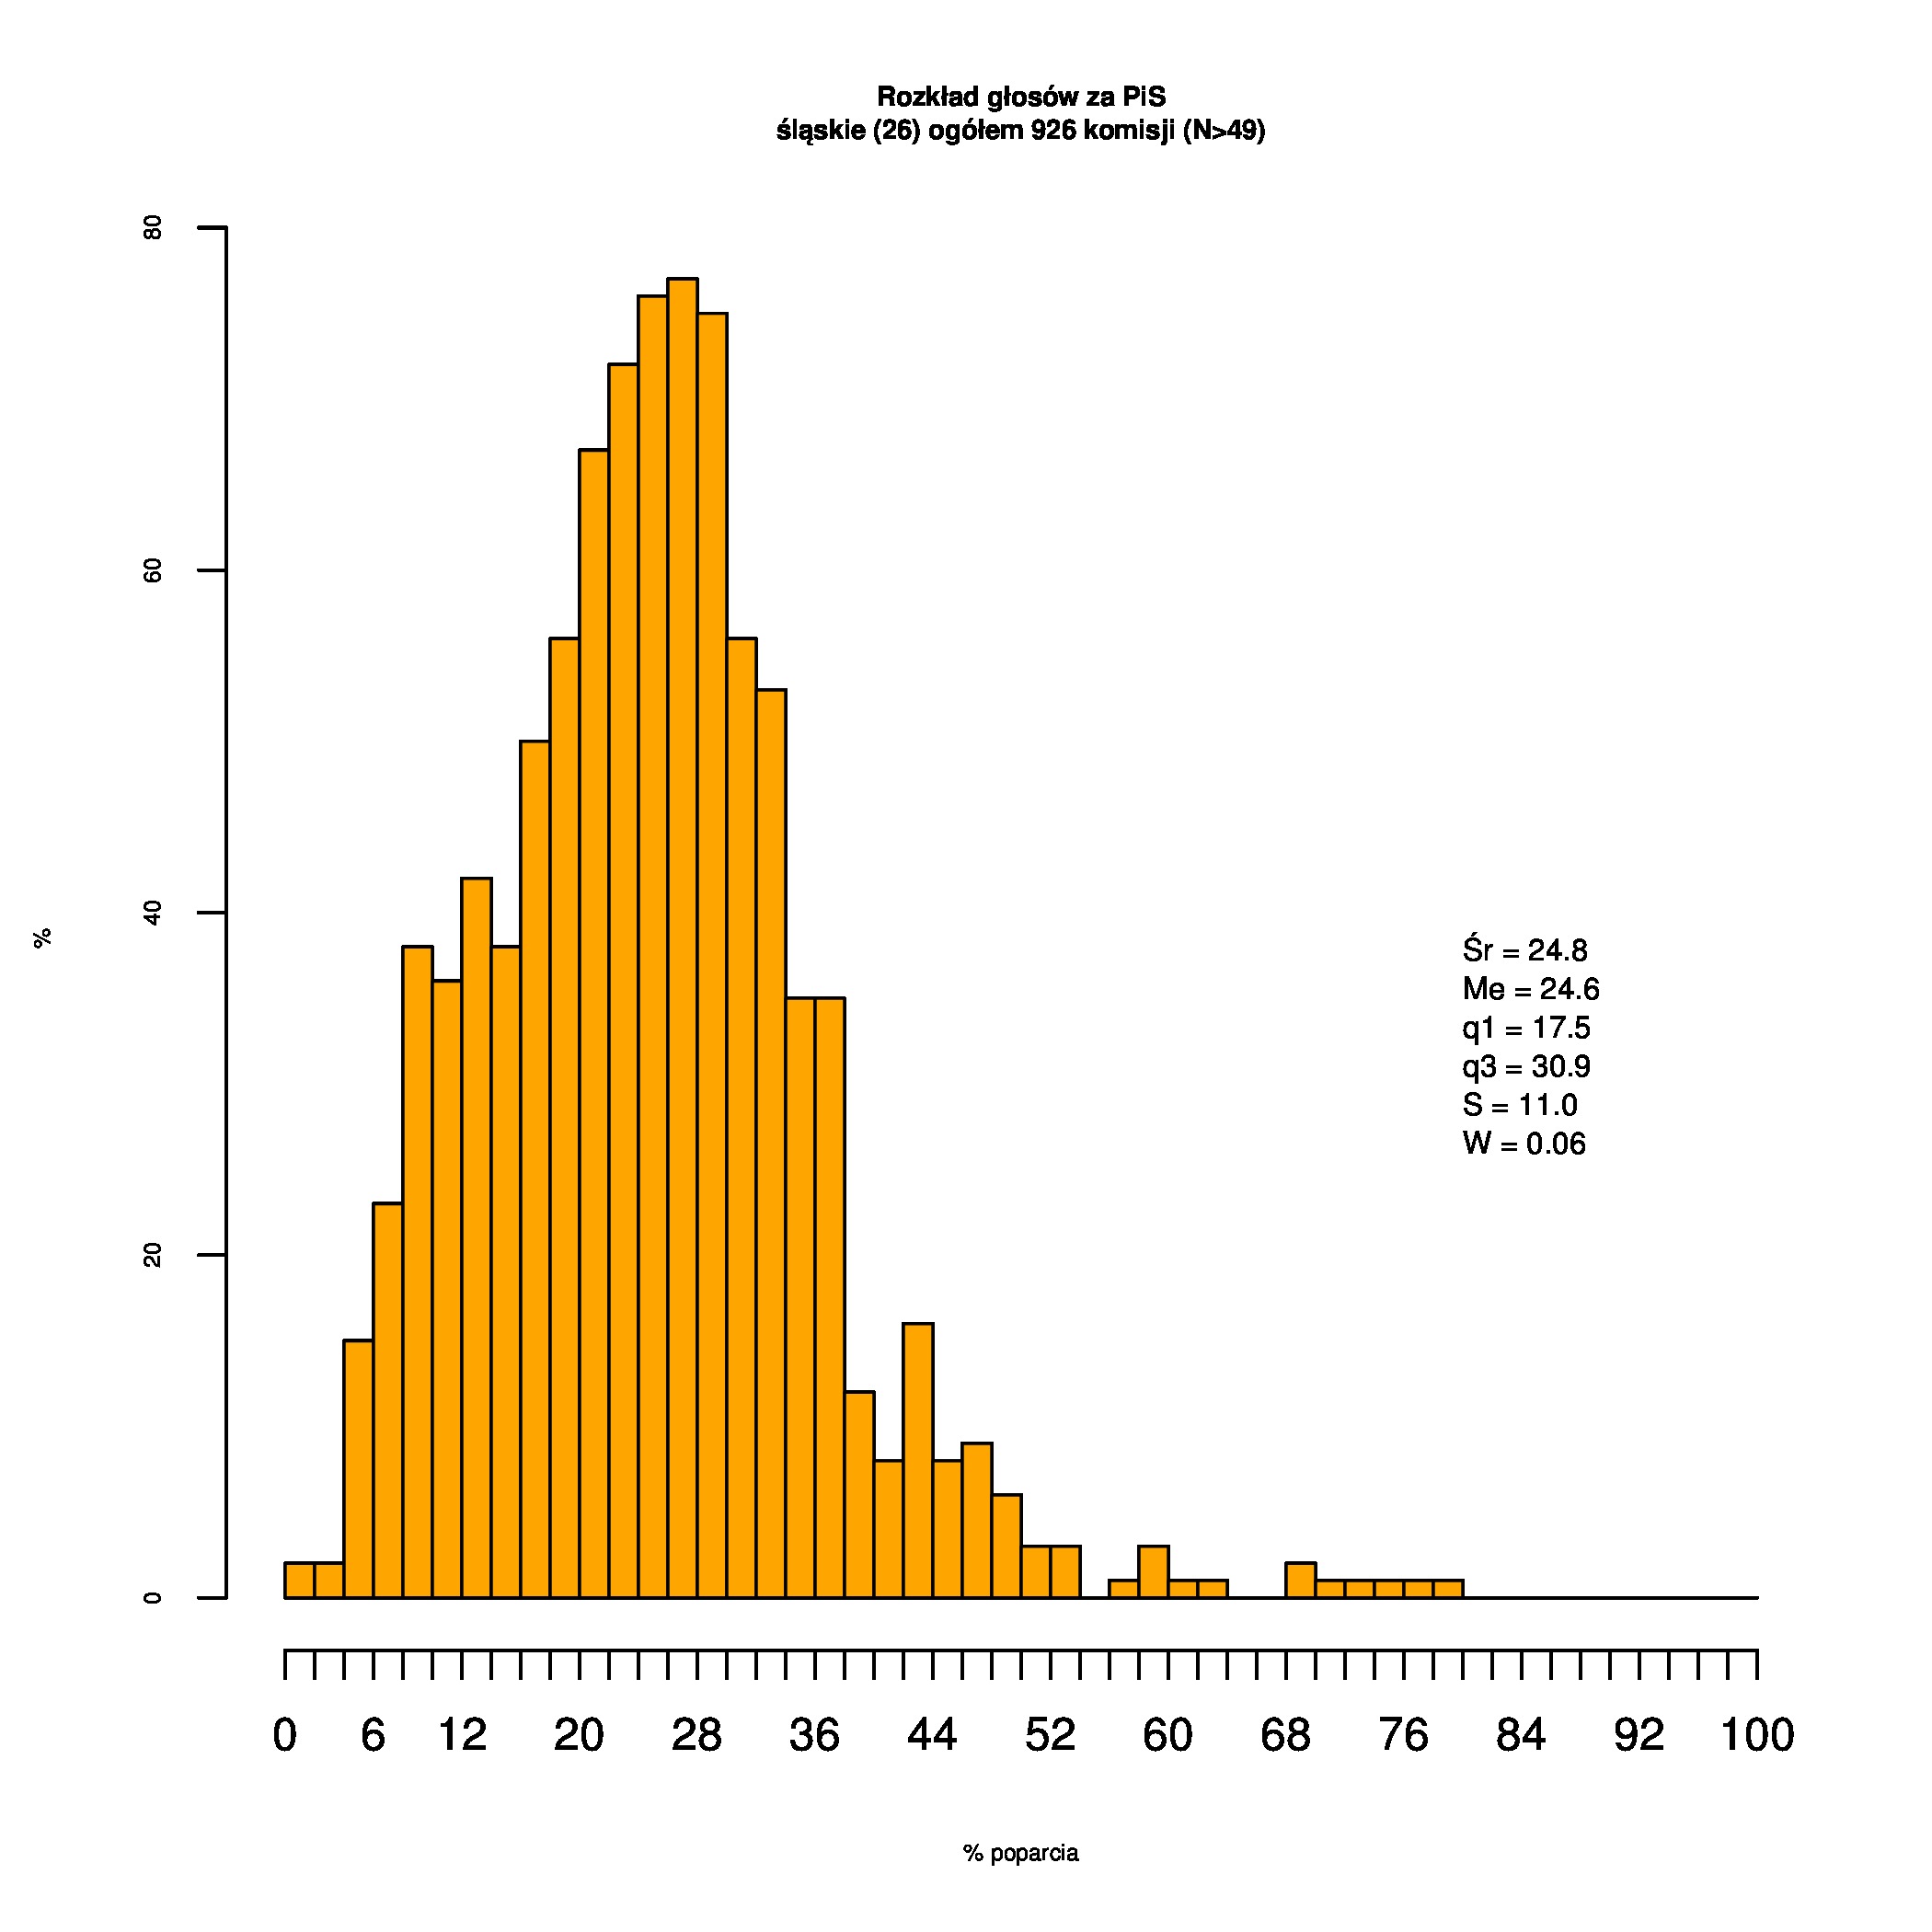 Rozkład głosów za PiS
śląskie (26) ogółem 926 komisji (N>49)
80
60
40
20
0
%
Śr = 24.8
Me = 24.6
q1 = 17.5
q3 = 30.9
S = 11.0
W = 0.06
0 6 12 20 28 36 44 52 60 68 76 84 92 100
% poparcia